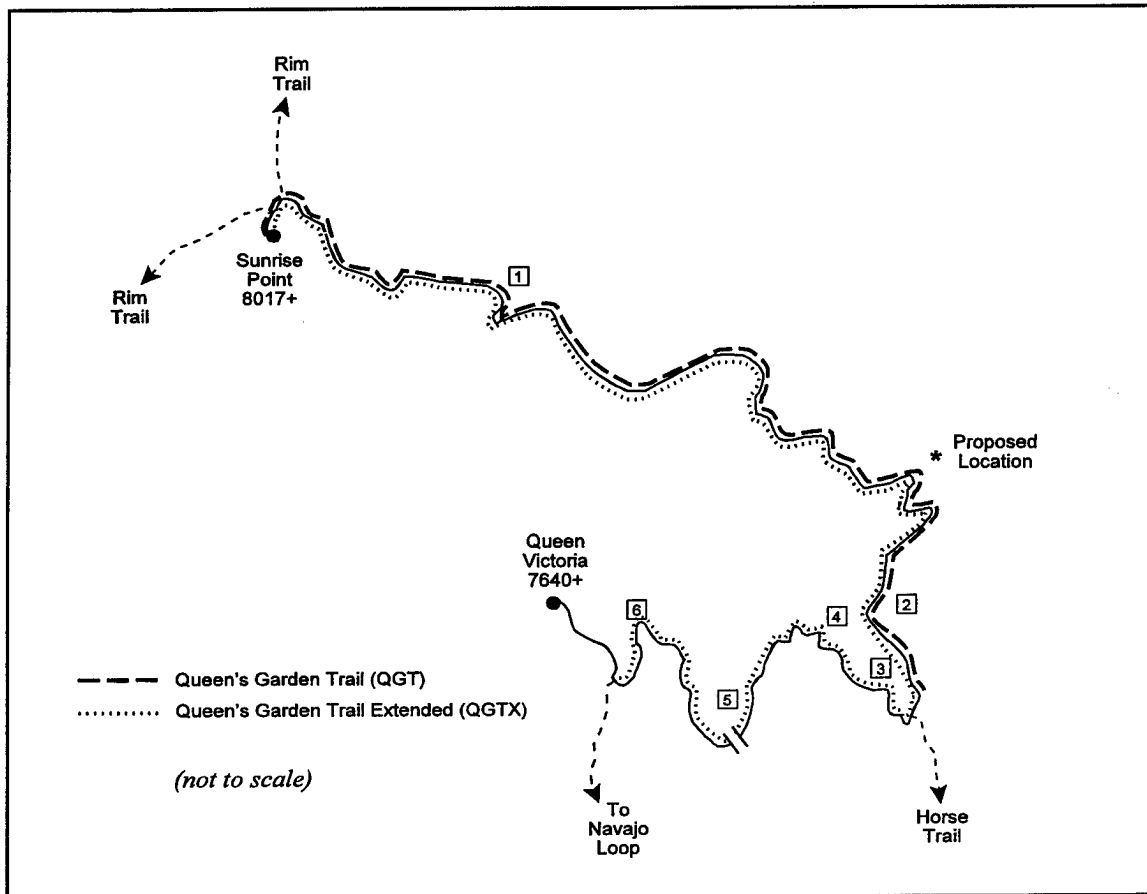 Rim
Trail
Sunrise
Point
8017+
Rim
Trail
1
* Proposed
Location
Queen
Victoria
7640+
2
6
4
3
5
Queen's Garden Trail (QGT)
Queen's Garden Trail Extended (QGTX)
(not to scale)
To
Navajo
Loop
Horse
Trail